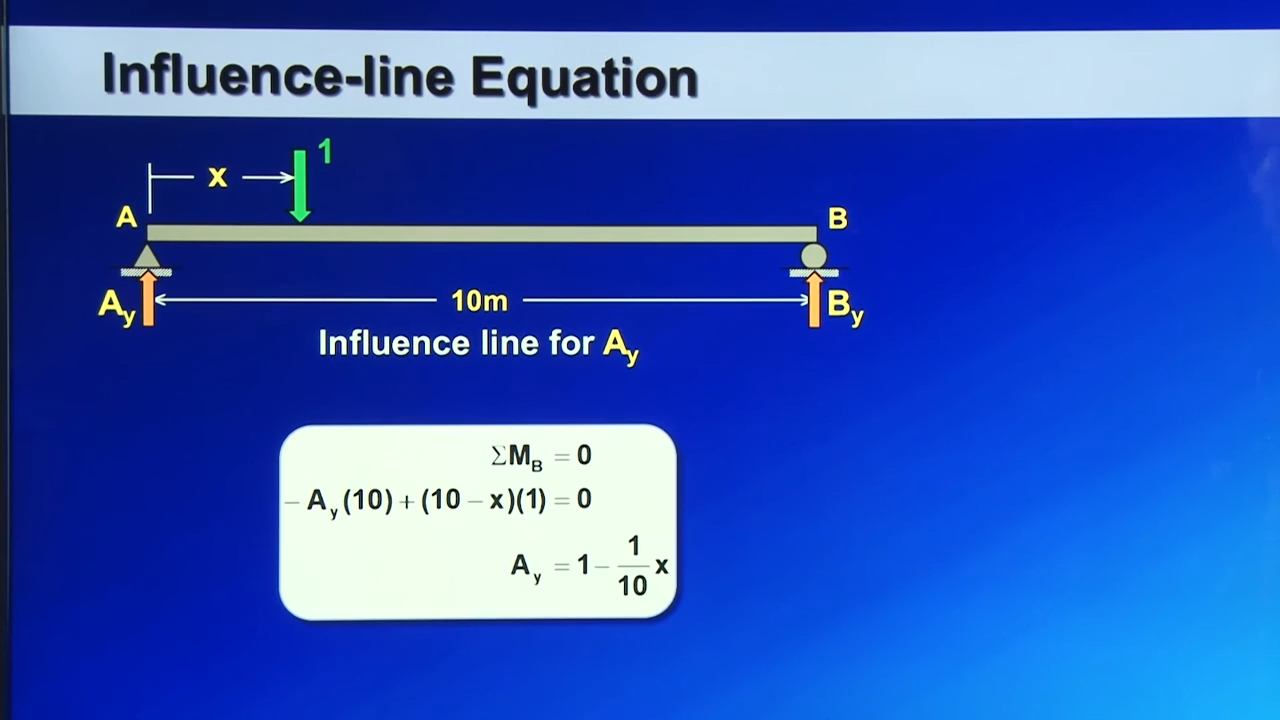 Influence-line Equation
1
x
A
B
A_y
10m
B_y
Influence line for A_y
ΣM_B = 0
− A_y(10) + (10 − x)(1) = 0
A_y = 1 − 1/10 x